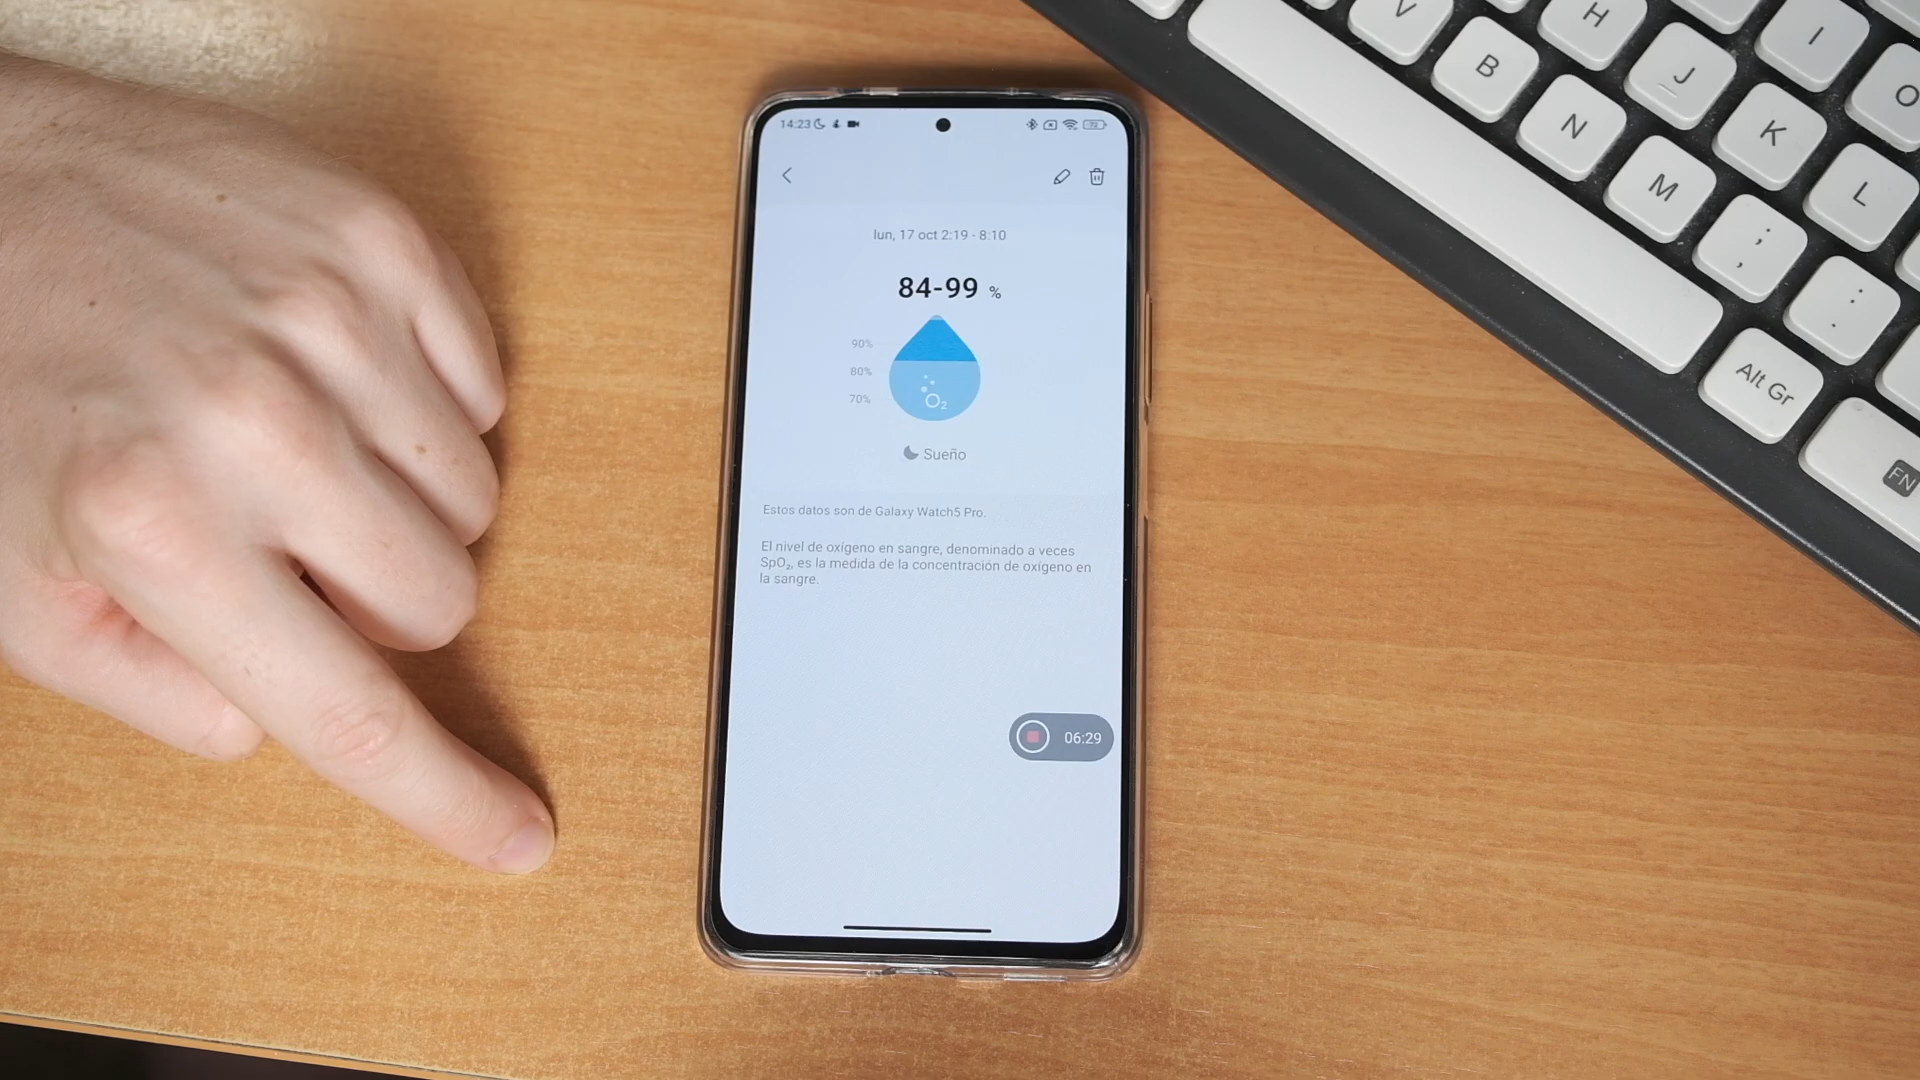 14:23
72
lun, 17 oct 2:19 - 8:10
84-99 %
90%
80%
70%
O₂
Sueño
Estos datos son de Galaxy Watch5 Pro.
El nivel de oxígeno en sangre, denominado a veces
SpO₂, es la medida de la concentración de oxígeno en
la sangre.
06:29
V
H
I
B
J
O
N
K
M
L
;
,
:
.
Alt Gr
FN